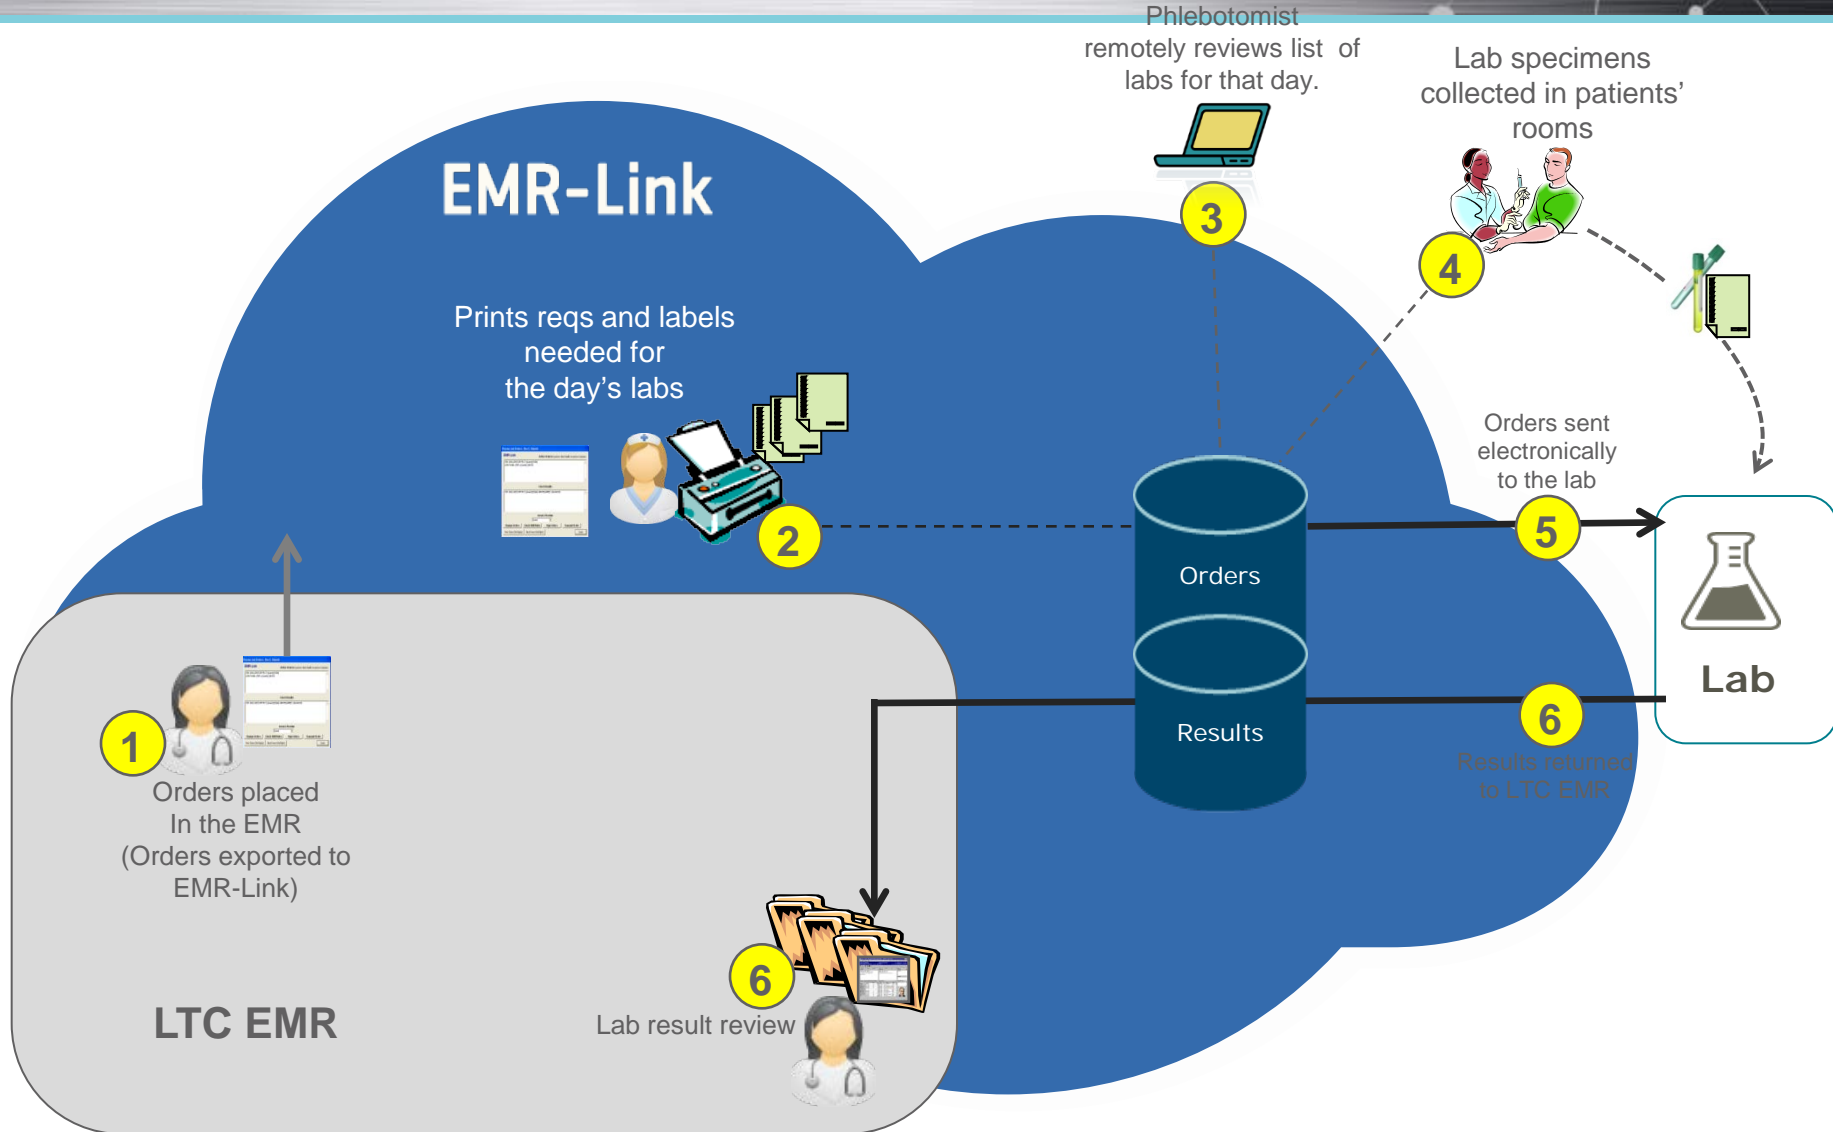 Phlebotomist
remotely reviews list of
labs for that day.
Lab specimens
collected in patients’
rooms
EMR-Link
3
4
Prints reqs and labels
needed for
the day’s labs
2
Orders sent
electronically
to the lab
5
Orders
Lab
1
Orders placed
In the EMR
(Orders exported to
EMR-Link)
Results
6
Results returned
to LTC EMR
6
Lab result review
LTC EMR